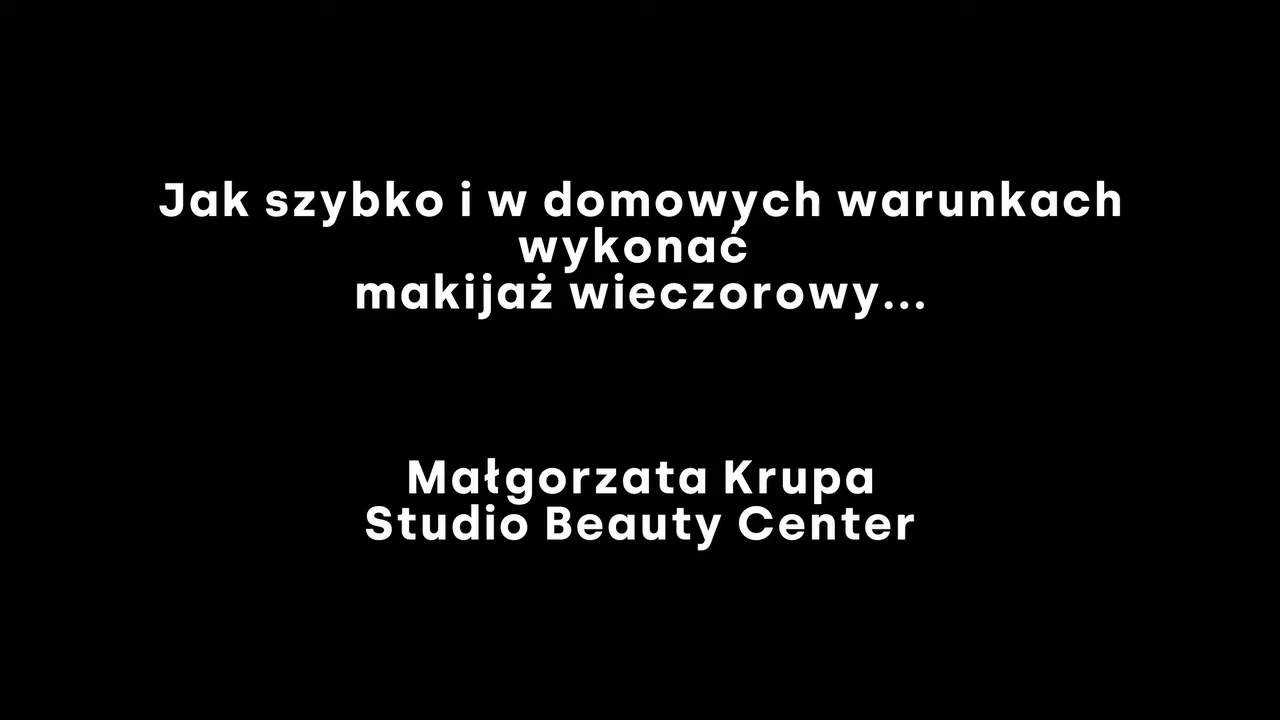 Jak szybko i w domowych warunkach
wykonać
makijaż wieczorowy...
Małgorzata Krupa
Studio Beauty Center